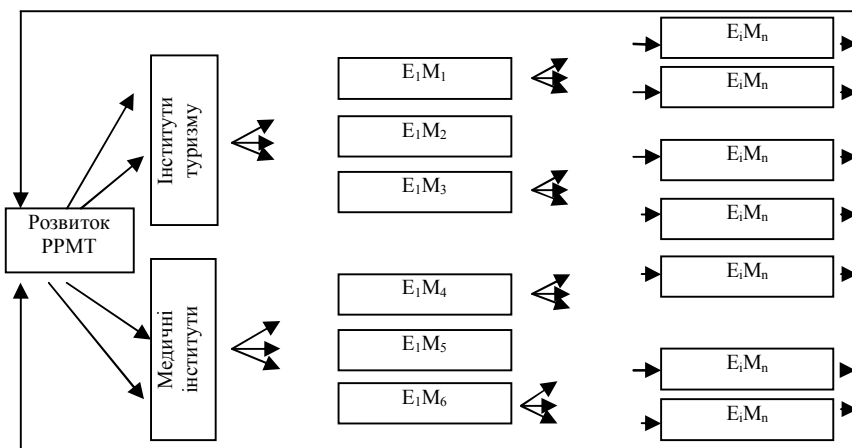 Розвиток
РРМТ
Інститути
туризму
Медичні
інститути
E₁M₁
E₁M₂
E₁M₃
E₁M₄
E₁M₅
E₁M₆
EᵢMₙ
EᵢMₙ
EᵢMₙ
EᵢMₙ
EᵢMₙ
EᵢMₙ
EᵢMₙ